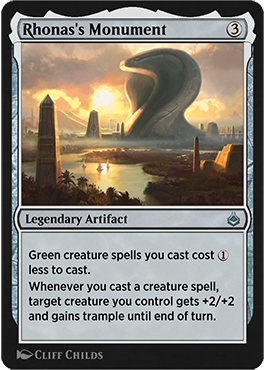 Rhonas's Monument 3
Legendary Artifact
Green creature spells you cast cost 1
less to cast.
Whenever you cast a creature spell,
target creature you control gets +2/+2
and gains trample until end of turn.
Cliff Childs